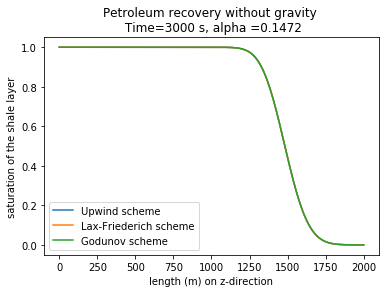 Petroleum recovery without gravity
Time=3000 s, alpha =0.1472
saturation of the shale layer
1.0
0.8
0.6
0.4
0.2
0.0
Upwind scheme
Lax-Friederich scheme
Godunov scheme
0 250 500 750 1000 1250 1500 1750 2000
length (m) on z-direction